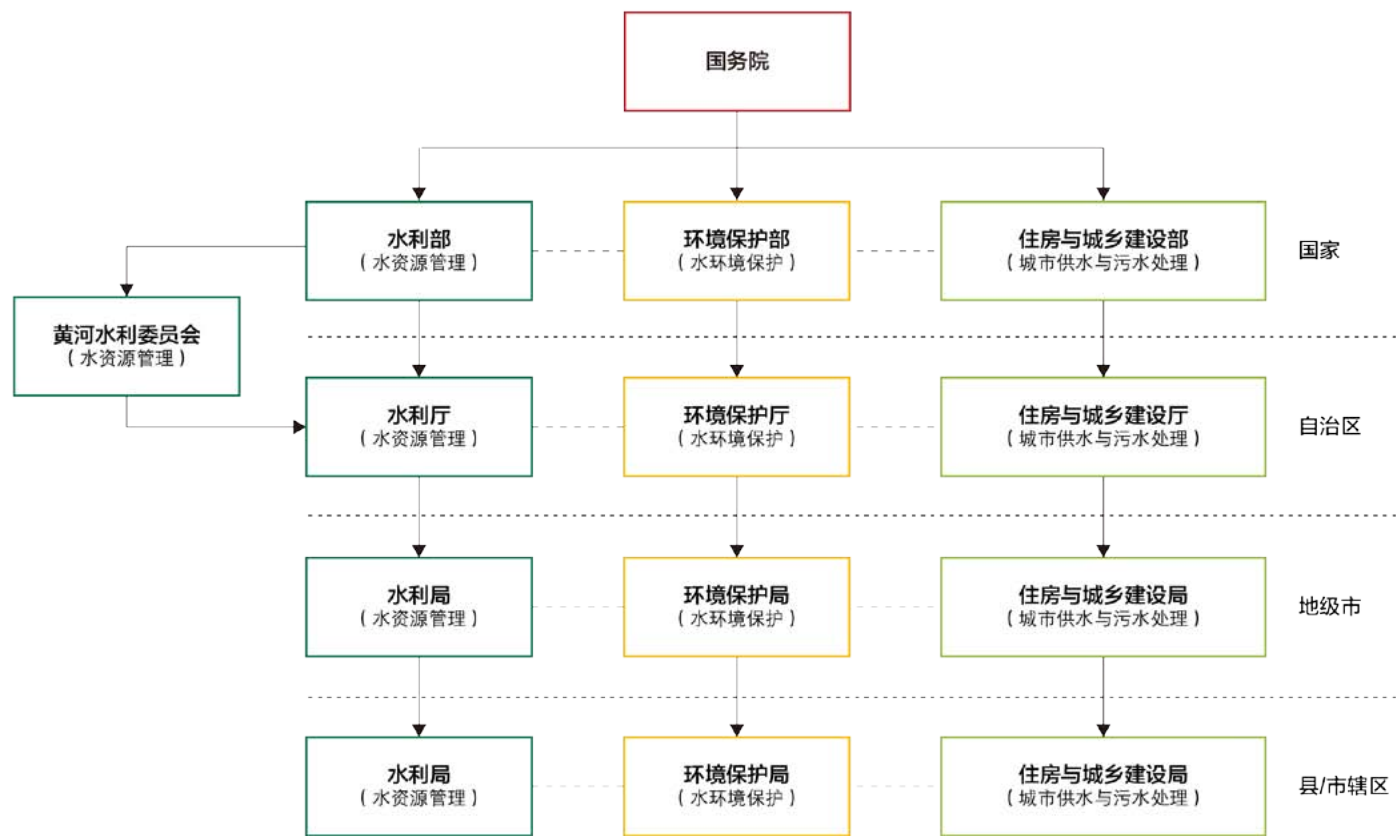 国务院
水利部
（水资源管理）
环境保护部
（水环境保护）
住房与城乡建设部
（城市供水与污水处理）
国家
黄河水利委员会
（水资源管理）
水利厅
（水资源管理）
环境保护厅
（水环境保护）
住房与城乡建设厅
（城市供水与污水处理）
自治区
水利局
（水资源管理）
环境保护局
（水环境保护）
住房与城乡建设局
（城市供水与污水处理）
地级市
水利局
（水资源管理）
环境保护局
（水环境保护）
住房与城乡建设局
（城市供水与污水处理）
县/市辖区